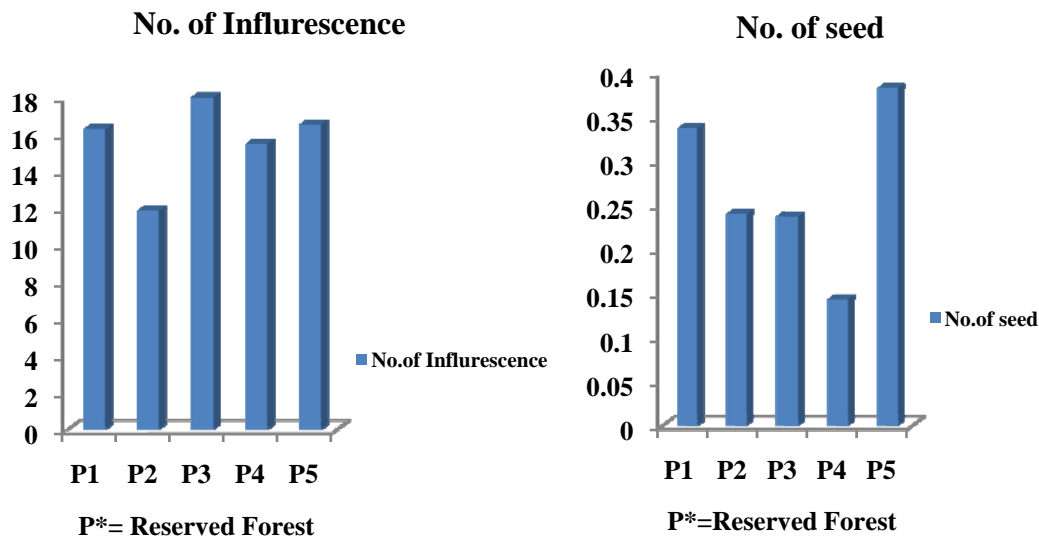 No. of Influrescence
18
16
14
12
10
8
6
4
2
0
P1 P2 P3 P4 P5
No.of Influrescence
P*= Reserved Forest
No. of seed
0.4
0.35
0.3
0.25
0.2
0.15
0.1
0.05
0
P1 P2 P3 P4 P5
No.of seed
P*=Reserved Forest